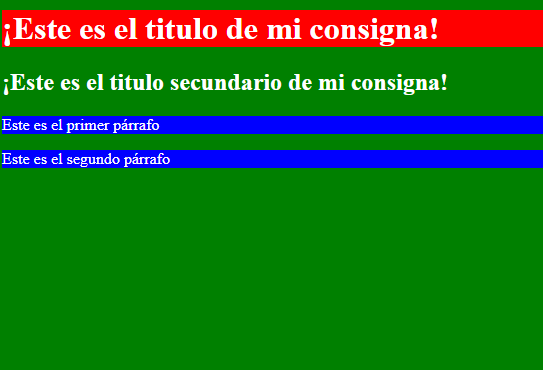 ¡Este es el titulo de mi consigna!
¡Este es el titulo secundario de mi consigna!
Este es el primer párrafo
Este es el segundo párrafo